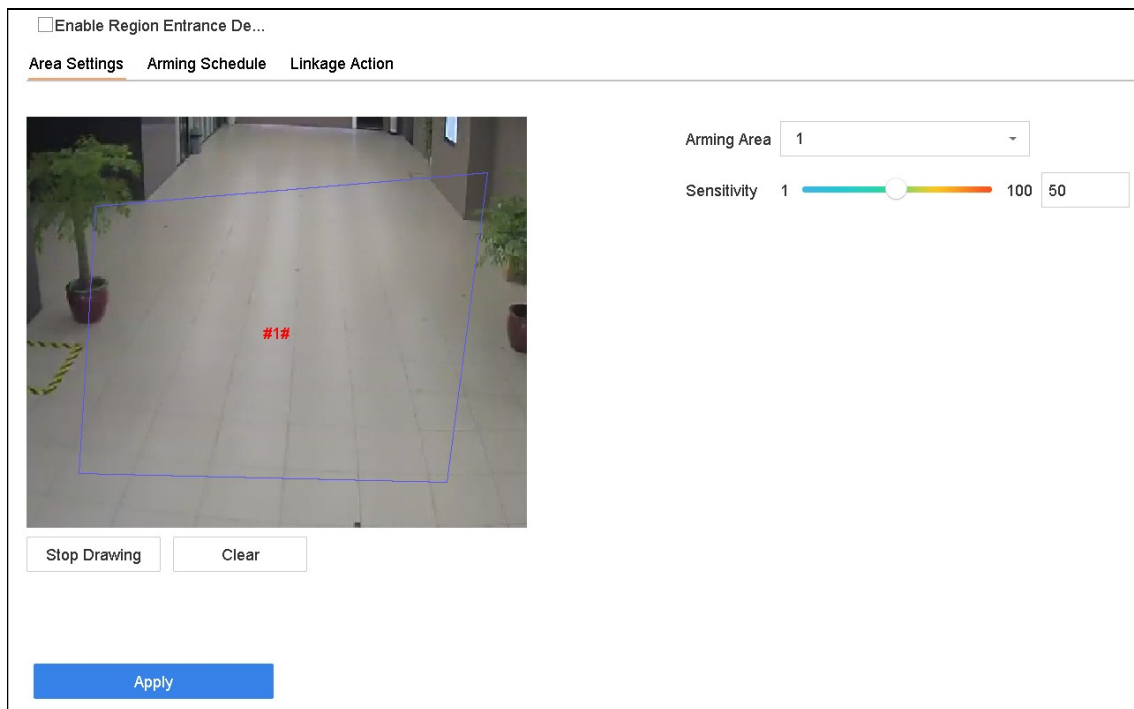 Enable Region Entrance De...
Area Settings Arming Schedule Linkage Action
Arming Area 1
Sensitivity 1 100 50
#1#
Stop Drawing Clear
Apply